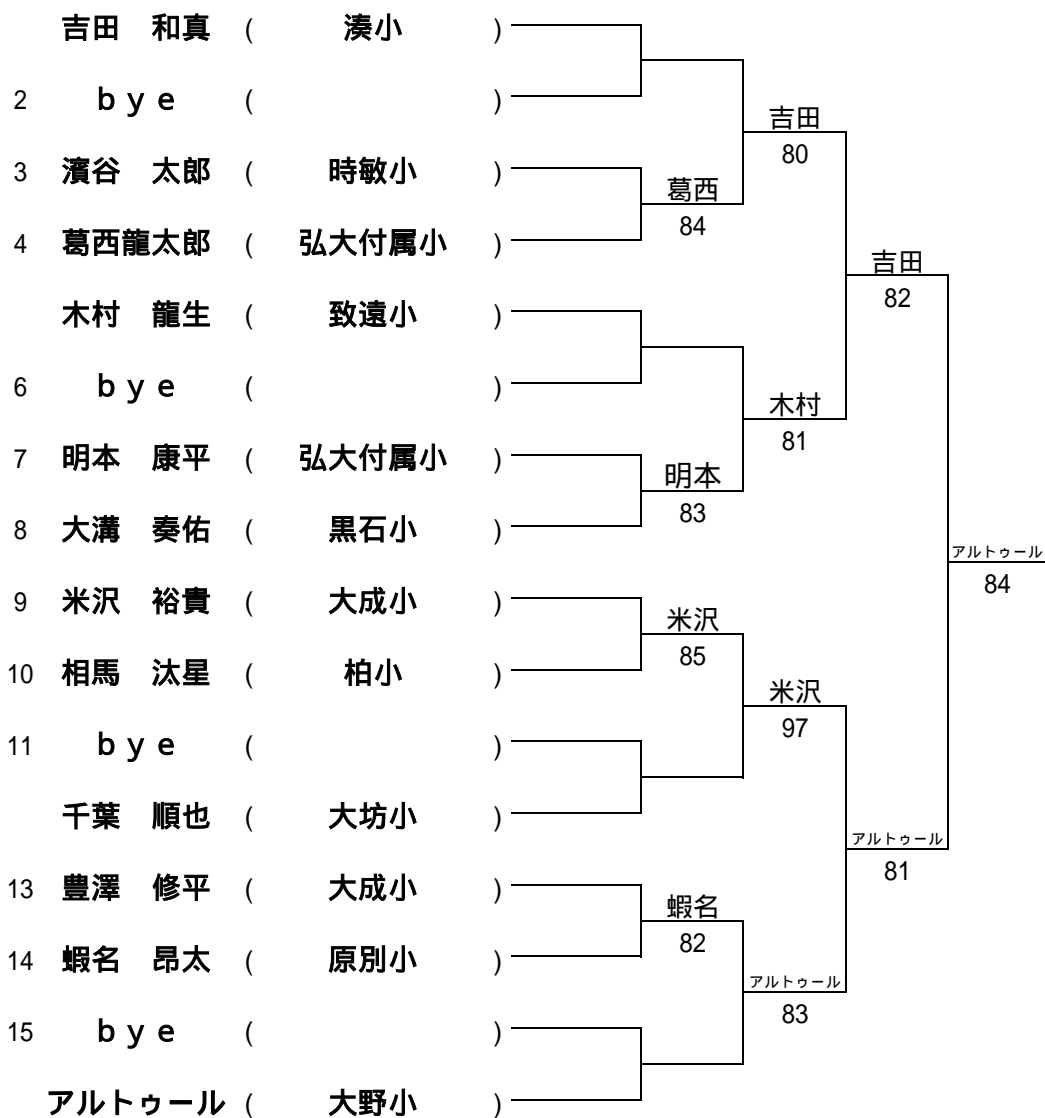 吉田　和真 ( 湊小 )
2 ｂｙｅ ( )
吉田
80
3 濱谷　太郎 ( 時敏小 )
葛西
84
4 葛西龍太郎 ( 弘大付属小 )
吉田
82
木村　龍生 ( 致遠小 )
6 ｂｙｅ ( )
木村
81
7 明本　康平 ( 弘大付属小 )
明本
83
8 大溝　奏佑 ( 黒石小 )
アルトゥール
84
9 米沢　裕貴 ( 大成小 )
米沢
85
10 相馬　汰星 ( 柏小 )
米沢
97
11 ｂｙｅ ( )
千葉　順也 ( 大坊小 )
アルトゥール
81
13 豊澤　修平 ( 大成小 )
蝦名
82
14 蝦名　昂太 ( 原別小 )
アルトゥール
83
15 ｂｙｅ ( )
アルトゥール ( 大野小 )